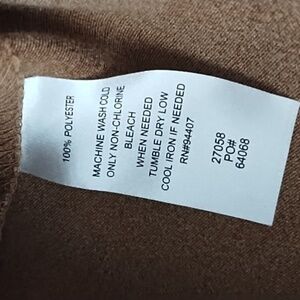 100% POLYESTER
MACHINE WASH COLD
ONLY NON-CHLORINE
BLEACH
WHEN NEEDED
TUMBLE DRY LOW
COOL IRON IF NEEDED
RN#94407
27058
PO#
64068